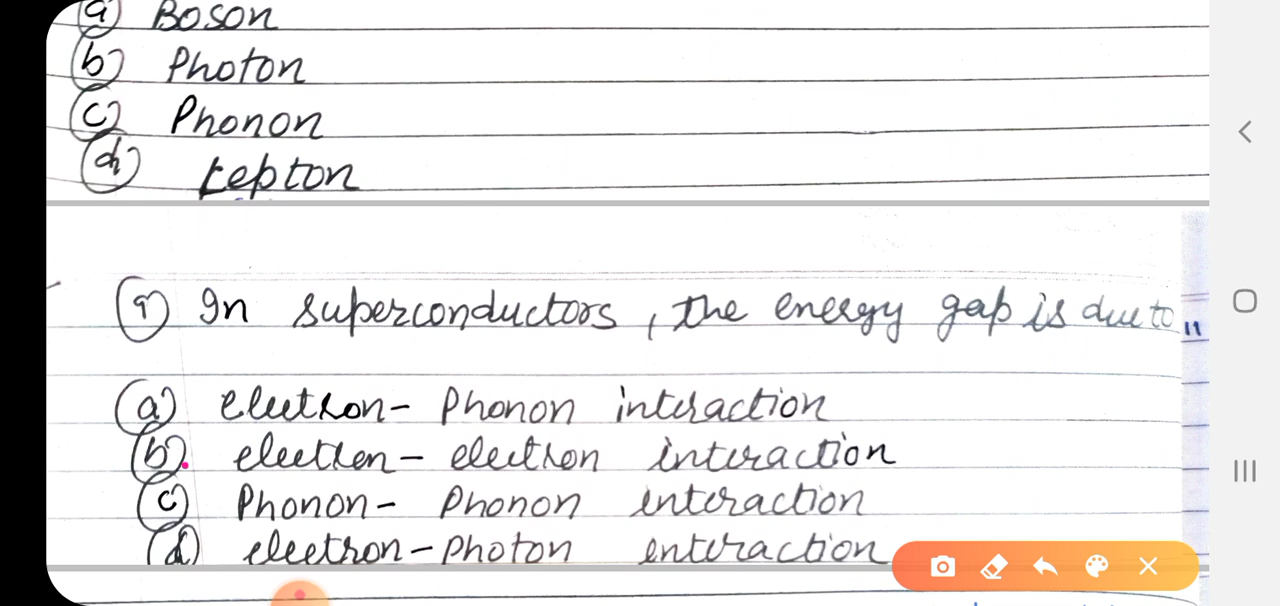 (a) Boson
(b) Photon
(c) Phonon
(d) Lepton
(9) In superconductors, the energy gap is due to
(a) electron - Phonon interaction
(b) electron - electron interaction
(c) Phonon - Phonon interaction
(d) electron - Photon interaction